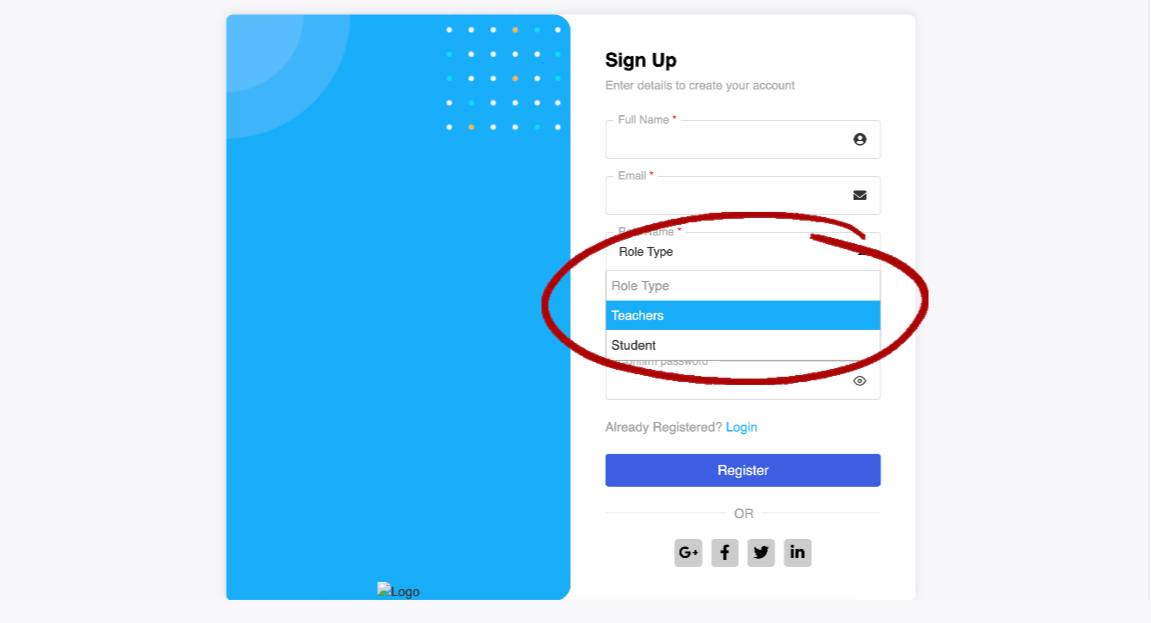 Sign Up
Enter details to create your account
Full Name *
Email *
Name *
Role Type
Role Type
Teachers
Student
Confirm password
Already Registered? Login
Register
OR
G+
f
in
Logo